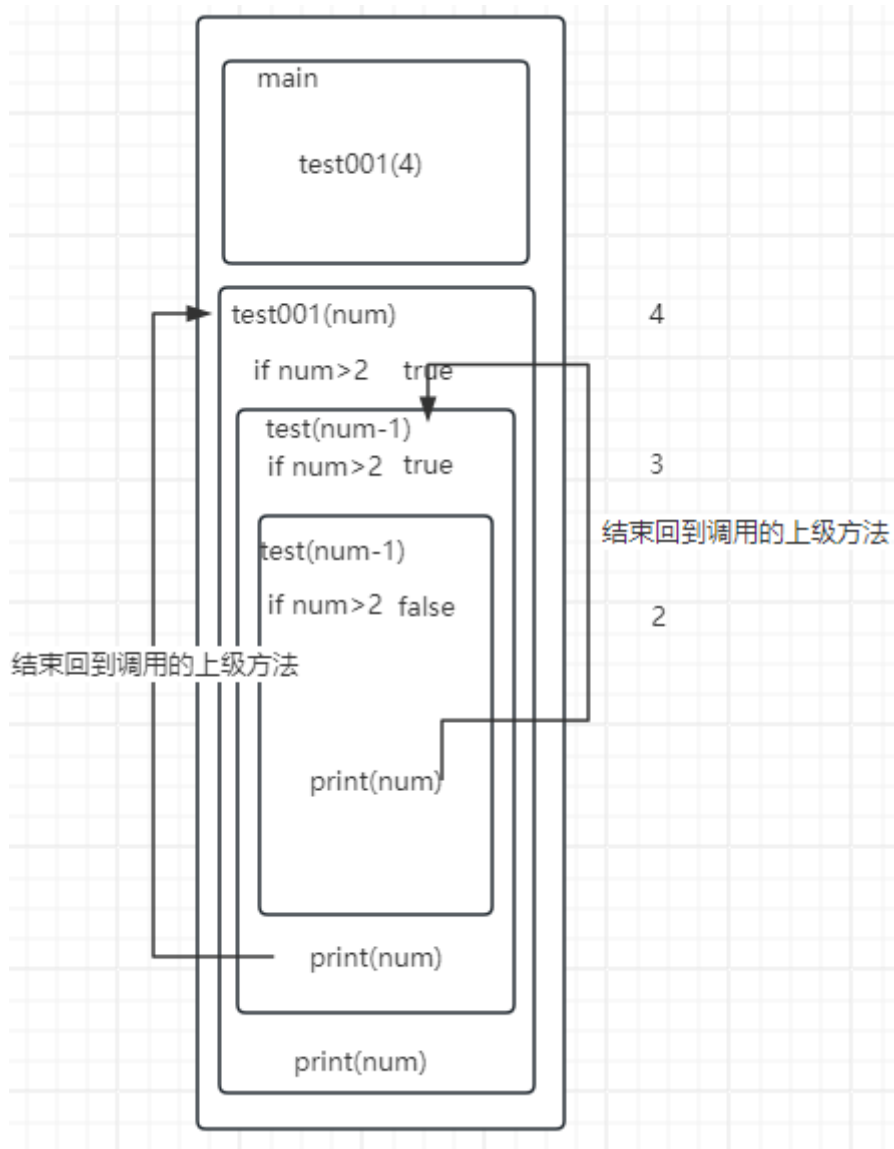 main
test001(4)
test001(num)
4
if num>2 true
test(num-1)
if num>2 true
3
结束回到调用的上级方法
test(num-1)
if num>2 false
2
结束回到调用的上级方法
print(num)
print(num)
print(num)